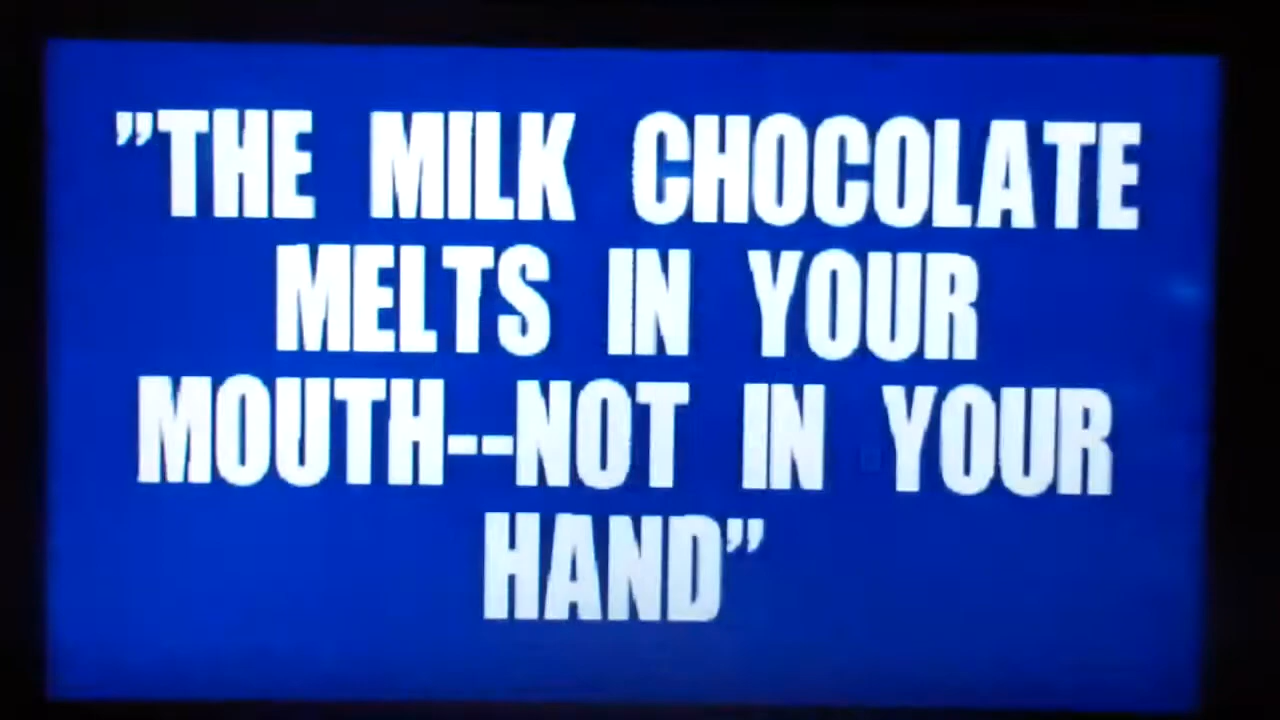 "THE MILK CHOCOLATE
MELTS IN YOUR
MOUTH--NOT IN YOUR
HAND"